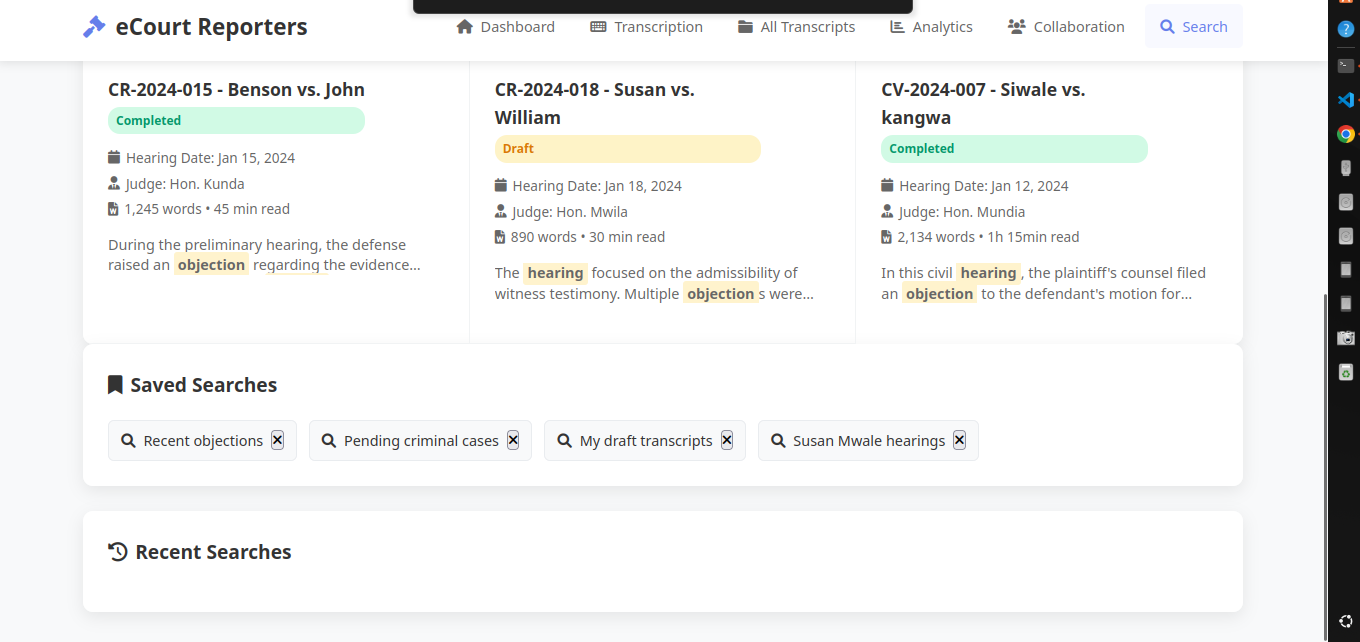 eCourt Reporters
Dashboard
Transcription
All Transcripts
Analytics
Collaboration
Search
CR-2024-015 - Benson vs. John
Completed
Hearing Date: Jan 15, 2024
Judge: Hon. Kunda
1,245 words • 45 min read
During the preliminary hearing, the defense
raised an objection regarding the evidence...
CR-2024-018 - Susan vs.
William
Draft
Hearing Date: Jan 18, 2024
Judge: Hon. Mwila
890 words • 30 min read
The hearing focused on the admissibility of
witness testimony. Multiple objections were...
CV-2024-007 - Siwale vs.
kangwa
Completed
Hearing Date: Jan 12, 2024
Judge: Hon. Mundia
2,134 words • 1h 15min read
In this civil hearing, the plaintiff's counsel filed
an objection to the defendant's motion for...
Saved Searches
Recent objections
Pending criminal cases
My draft transcripts
Susan Mwale hearings
Recent Searches